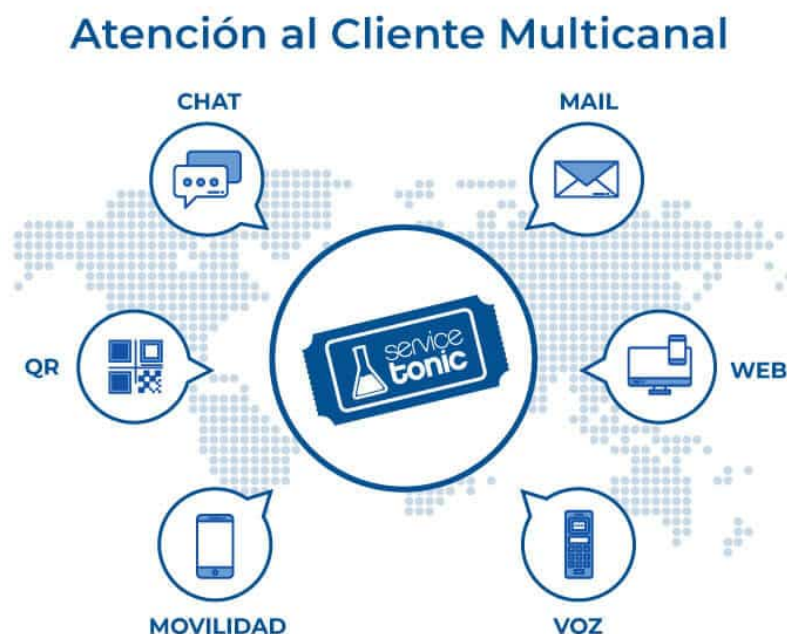 Atención al Cliente Multicanal
CHAT
MAIL
service
tonic
QR
WEB
MOVILIDAD
VOZ